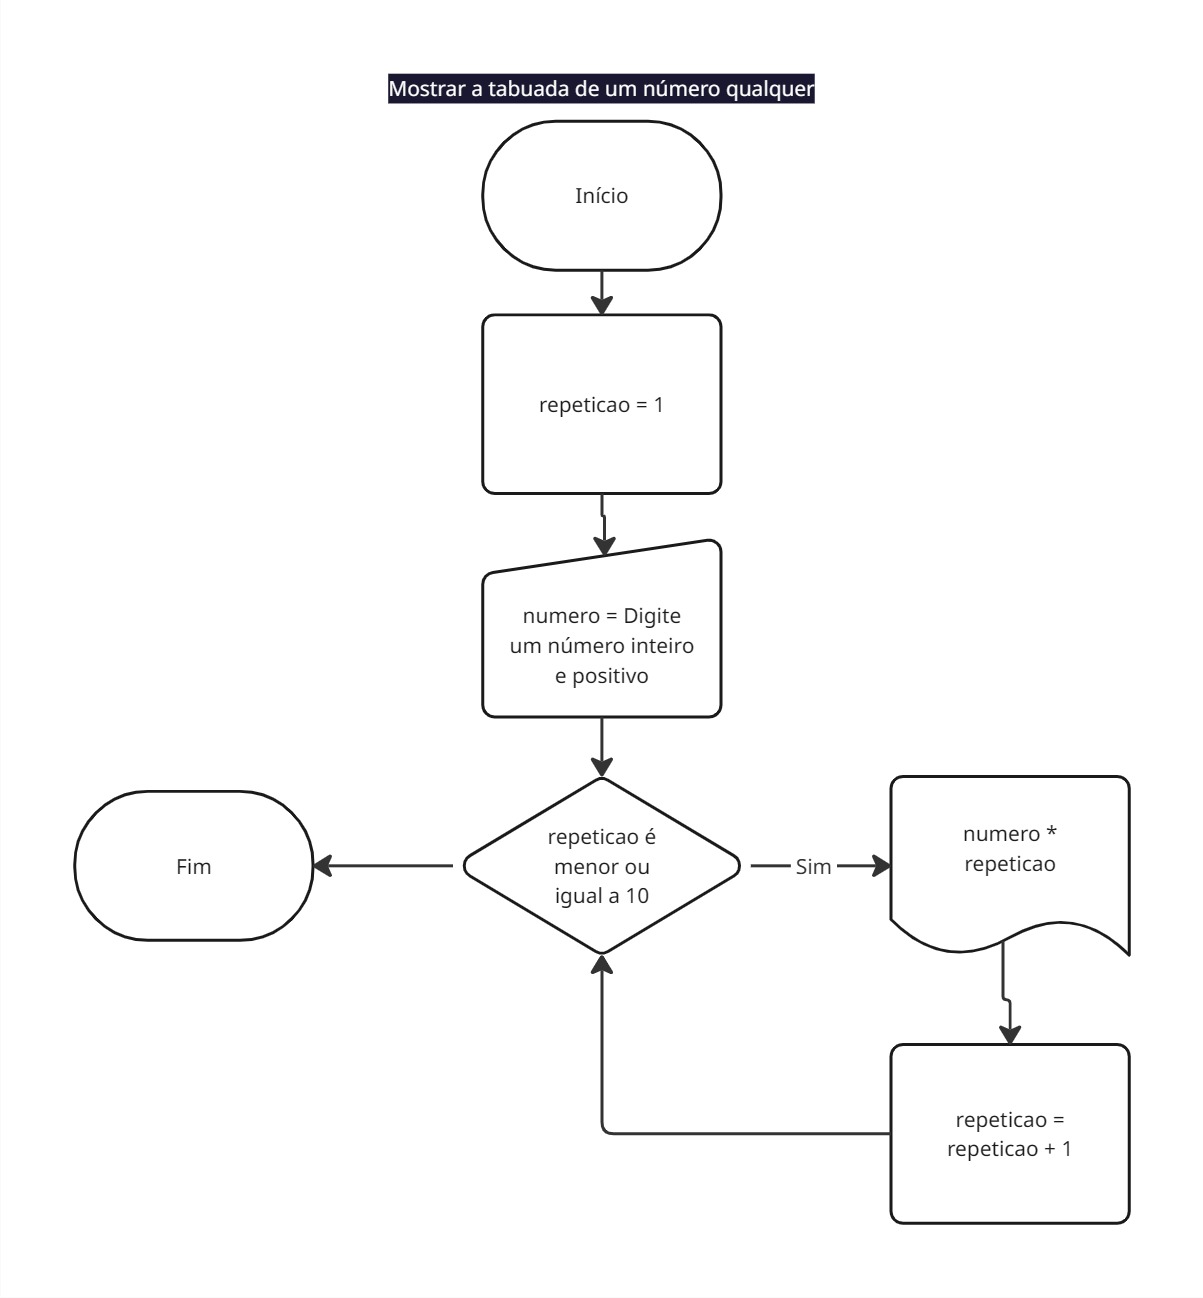 Mostrar a tabuada de um número qualquer
Início
repeticao = 1
numero = Digite
um número inteiro
e positivo
Fim
repeticao é
menor ou
igual a 10
Sim
numero *
repeticao
repeticao =
repeticao + 1